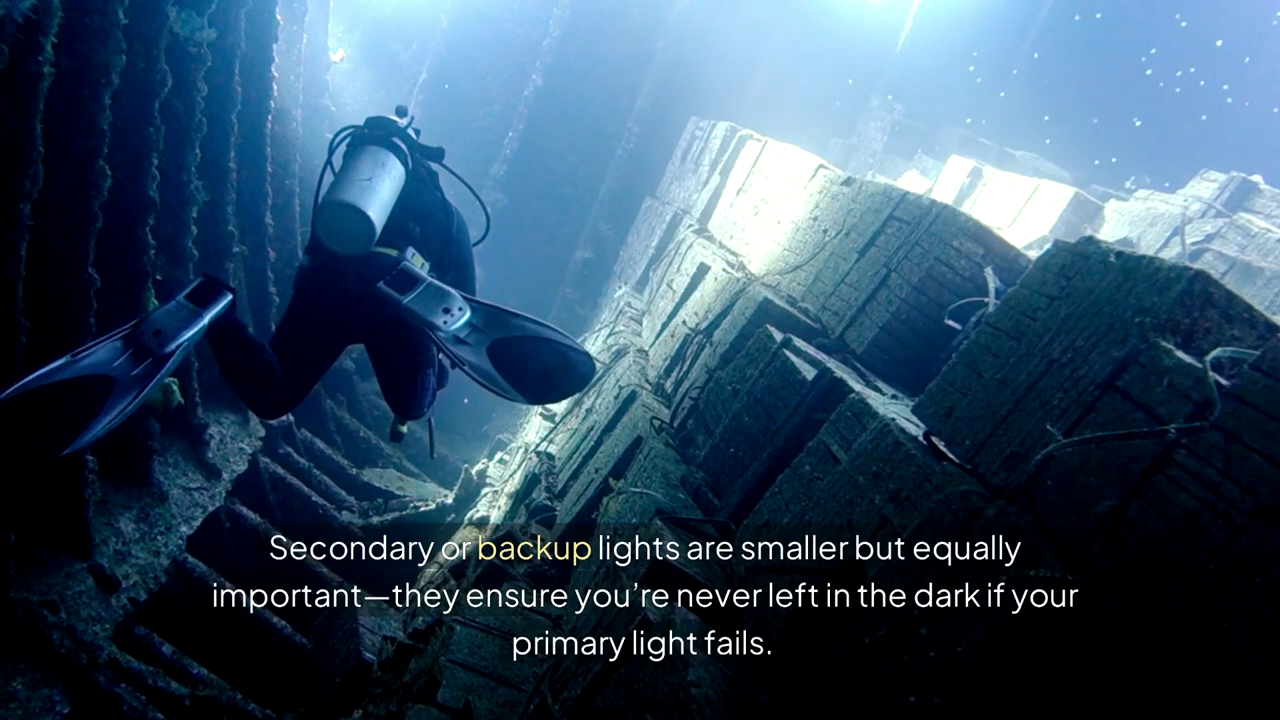 Secondary or backup lights are smaller but equally
important—they ensure you’re never left in the dark if your
primary light fails.